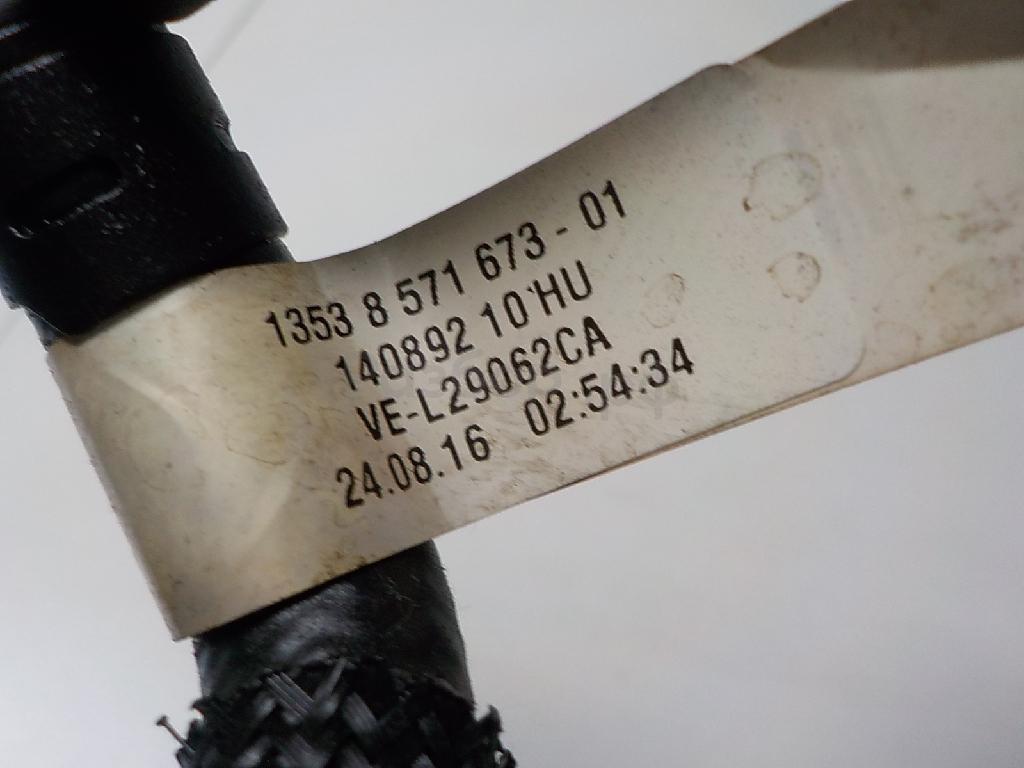 1353 8 571 673 - 01
140892 10 HU
VE-L29062CA
24.08.16 02:54:34